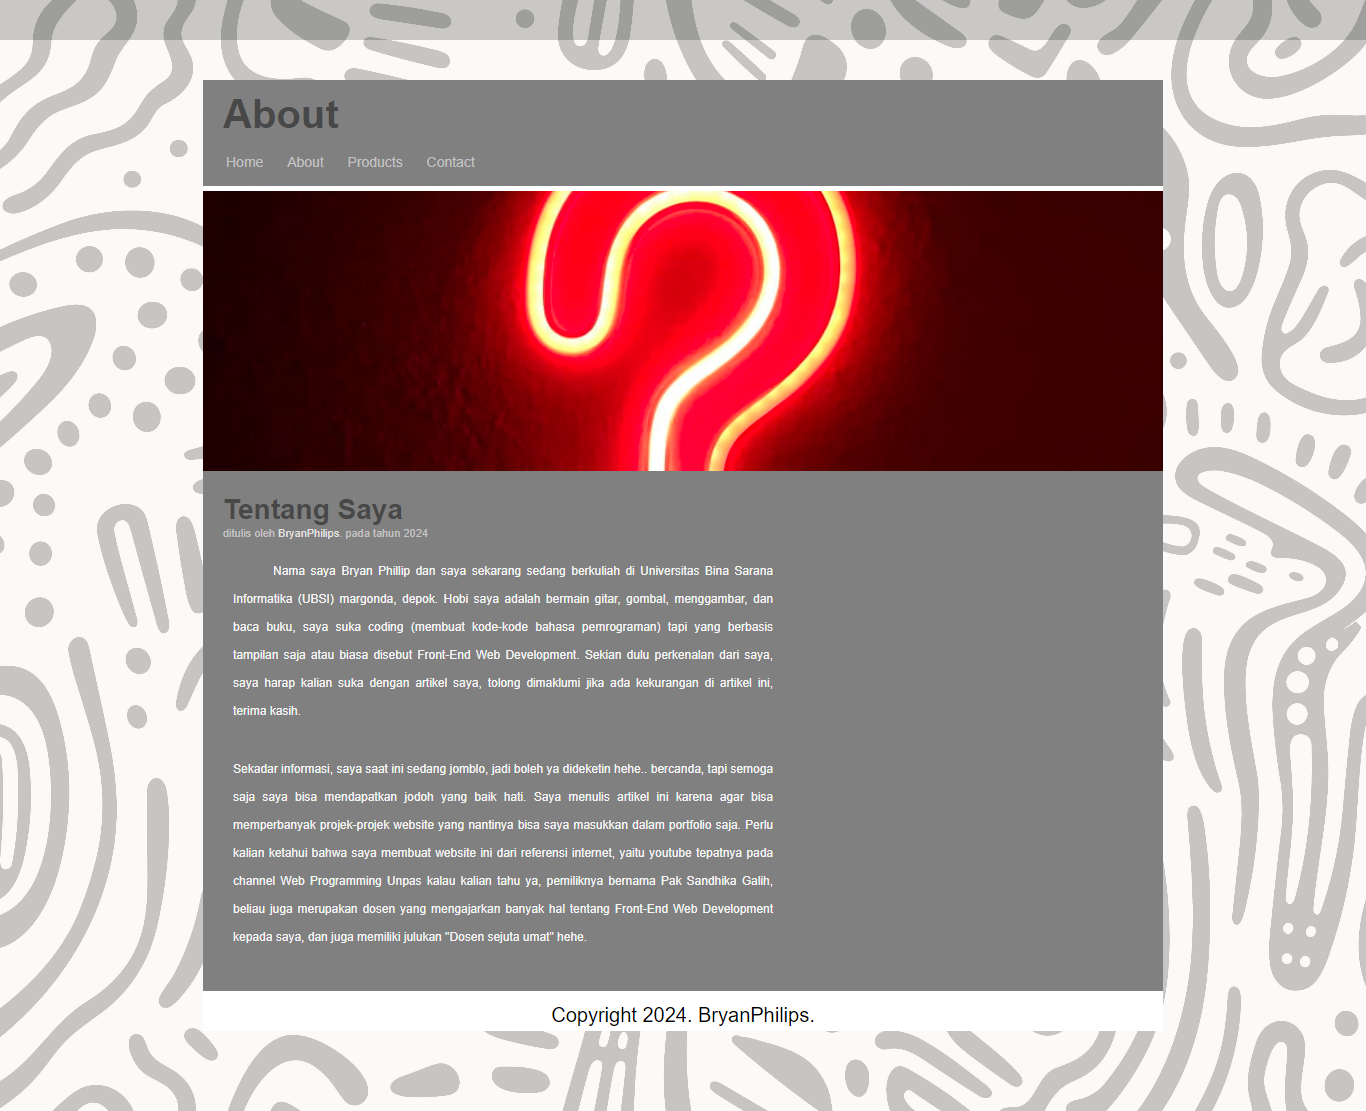 About
Home About Products Contact
Tentang Saya
ditulis oleh BryanPhilips. pada tahun 2024
Nama saya Bryan Phillip dan saya sekarang sedang berkuliah di Universitas Bina Sarana
Informatika (UBSI) margonda, depok. Hobi saya adalah bermain gitar, gombal, menggambar, dan
baca buku, saya suka coding (membuat kode-kode bahasa pemrograman) tapi yang berbasis
tampilan saja atau biasa disebut Front-End Web Development. Sekian dulu perkenalan dari saya,
saya harap kalian suka dengan artikel saya, tolong dimaklumi jika ada kekurangan di artikel ini,
terima kasih.
Sekadar informasi, saya saat ini sedang jomblo, jadi boleh ya dideketin hehe.. bercanda, tapi semoga
saja saya bisa mendapatkan jodoh yang baik hati. Saya menulis artikel ini karena agar bisa
memperbanyak projek-projek website yang nantinya bisa saya masukkan dalam portfolio saja. Perlu
kalian ketahui bahwa saya membuat website ini dari referensi internet, yaitu youtube tepatnya pada
channel Web Programming Unpas kalau kalian tahu ya, pemiliknya bernama Pak Sandhika Galih,
beliau juga merupakan dosen yang mengajarkan banyak hal tentang Front-End Web Development
kepada saya, dan juga memiliki julukan "Dosen sejuta umat" hehe.
Copyright 2024. BryanPhilips.